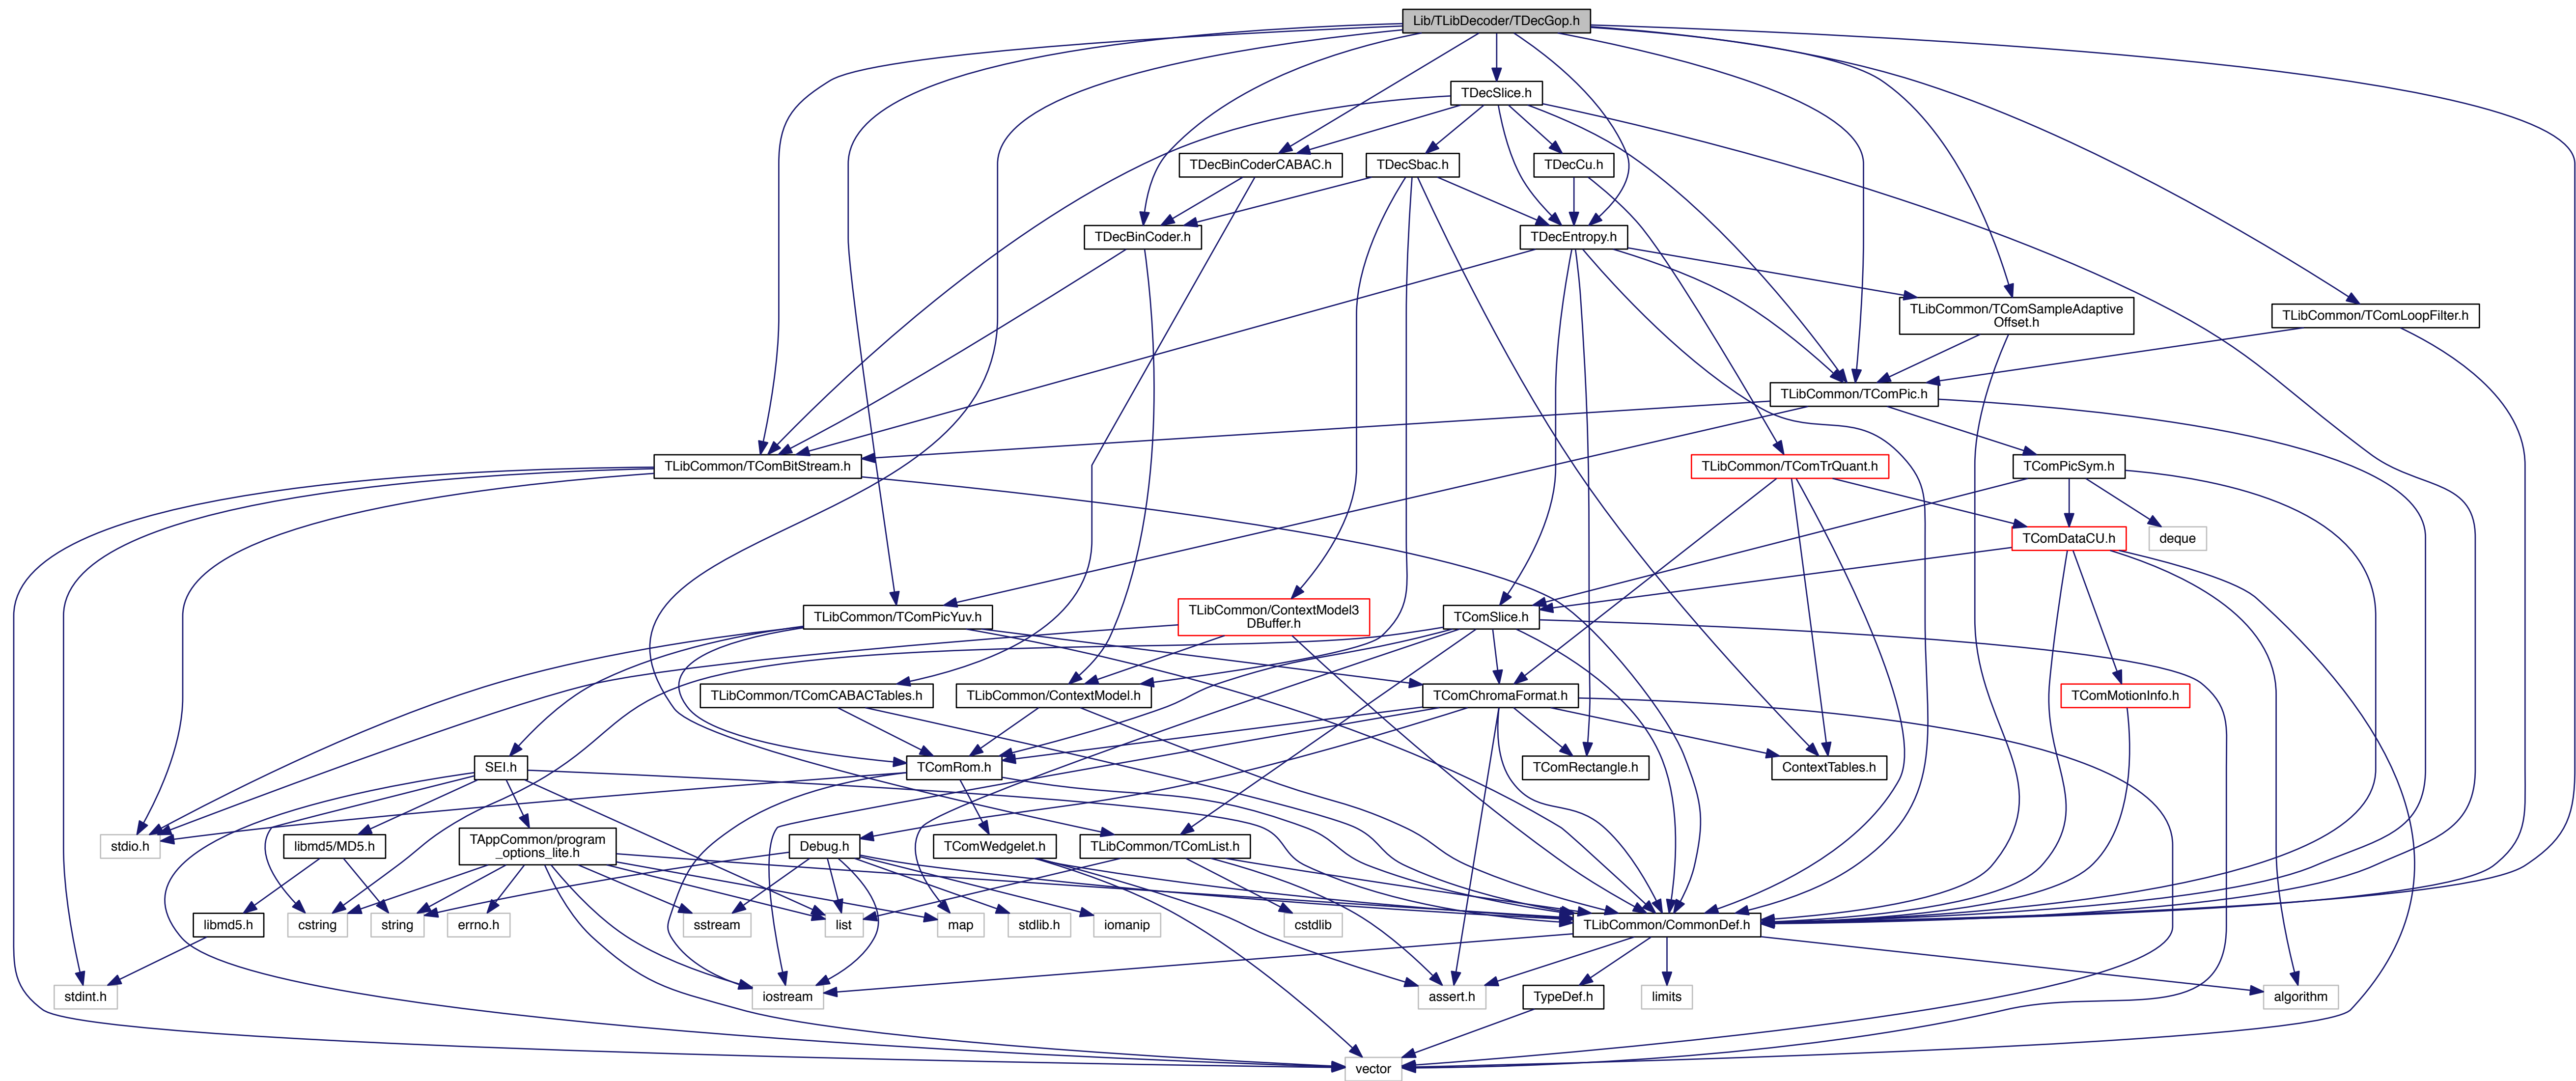 Lib/TLibDecoder/TDecGop.h
TDecSlice.h
TDecBinCoderCABAC.h
TDecSbac.h
TDecCu.h
TDecBinCoder.h
TDecEntropy.h
TLibCommon/TComSampleAdaptive
Offset.h
TLibCommon/TComLoopFilter.h
TLibCommon/TComPic.h
TLibCommon/TComBitStream.h
TLibCommon/TComTrQuant.h
TComPicSym.h
TComDataCU.h
deque
TLibCommon/TComPicYuv.h
TLibCommon/ContextModel3
DBuffer.h
TComSlice.h
TLibCommon/TComCABACTables.h
TLibCommon/ContextModel.h
TComChromaFormat.h
TComMotionInfo.h
SEI.h
TComRom.h
TComRectangle.h
ContextTables.h
stdio.h
libmd5/MD5.h
TAppCommon/program
_options_lite.h
Debug.h
TComWedgelet.h
TLibCommon/TComList.h
libmd5.h
cstring
string
errno.h
sstream
list
map
stdlib.h
iomanip
cstdlib
TLibCommon/CommonDef.h
stdint.h
iostream
assert.h
TypeDef.h
limits
algorithm
vector